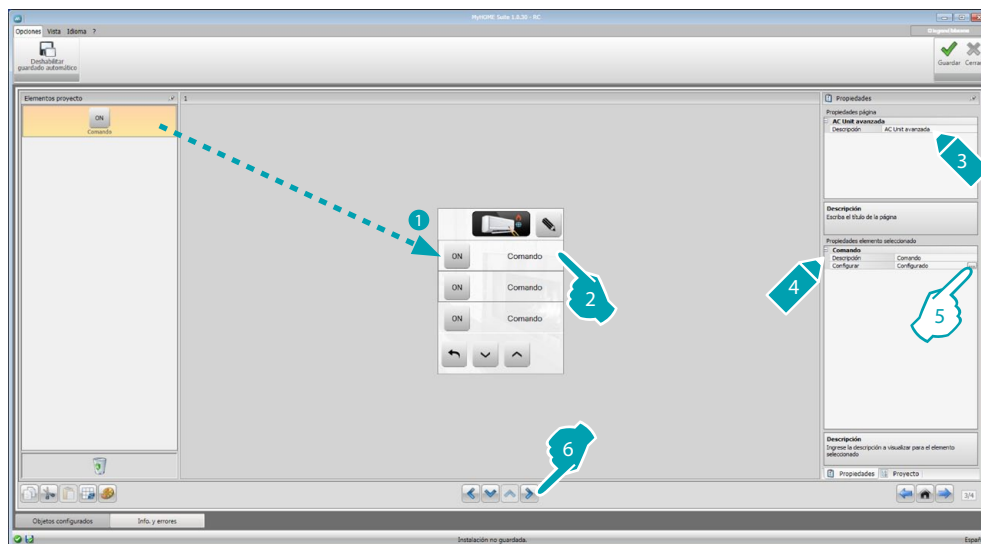 MyHOME Suite 1.0.30 - RC
Opciones Vista Idioma ?
Deshabilitar
guardado automático
Guardar Cerrar
Elementos proyecto
1
ON
Comando
1
ON Comando
2
ON Comando
ON Comando
Propiedades
Propiedades página
AC Unit avanzada
Descripción AC Unit avanzada
3
Descripción
Escriba el título de la página
Propiedades elemento seleccionado
Comando
Descripción Comando
Configurar Configurado
4
5
6
Descripción
Ingrese la descripción a visualizar para el elemento
seleccionado
Propiedades Proyecto
3/4
Objetos configurados Info. y errores
Instalación no guardada.
Españ